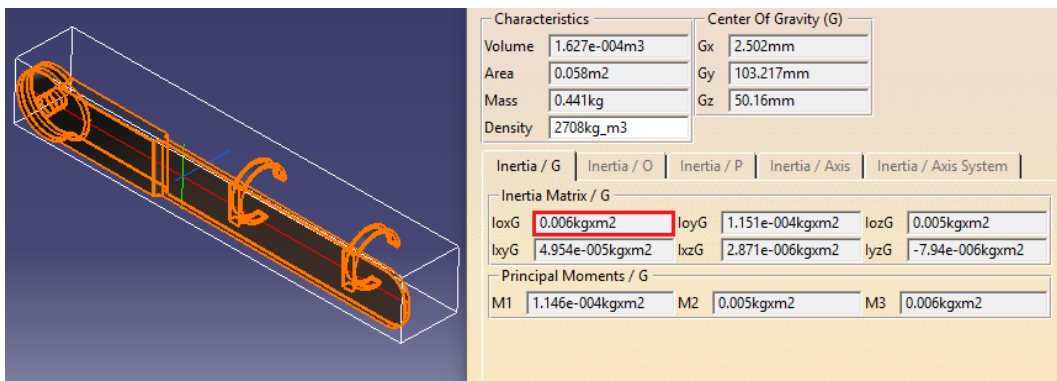 Characteristics
Center Of Gravity (G)
Volume 1.627e-004m3 Gx 2.502mm
Area 0.058m2 Gy 103.217mm
Mass 0.441kg Gz 50.16mm
Density 2708kg_m3
Inertia / G Inertia / O Inertia / P Inertia / Axis Inertia / Axis System
Inertia Matrix / G
IoxG 0.006kgxm2 IoyG 1.151e-004kgxm2 IozG 0.005kgxm2
IxyG 4.954e-005kgxm2 IxzG 2.871e-006kgxm2 IyzG -7.94e-006kgxm2
Principal Moments / G
M1 1.146e-004kgxm2 M2 0.005kgxm2 M3 0.006kgxm2